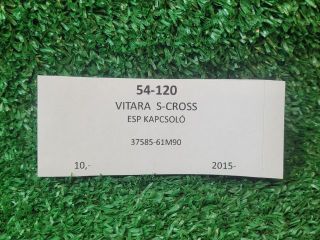 54-120
VITARA S-CROSS
ESP KAPCSOLÓ
37585-61M90
10,- 2015-